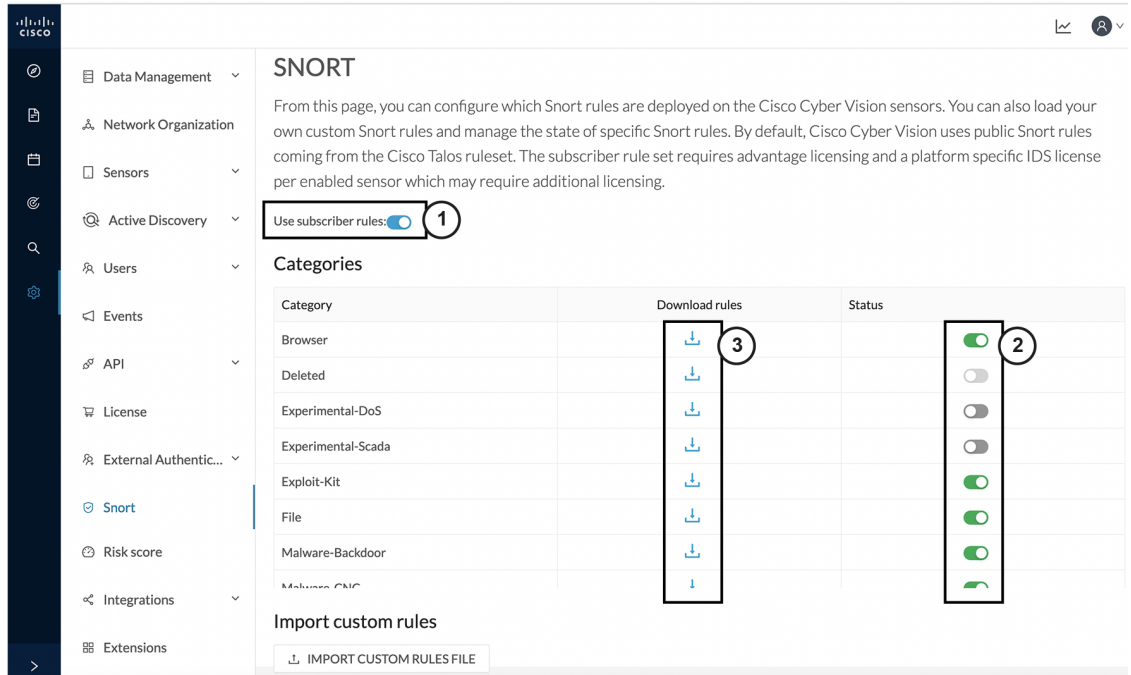 CISCO
Data Management
Network Organization
Sensors
Active Discovery
Users
Events
API
License
External Authentic...
Snort
Risk score
Integrations
Extensions
SNORT
From this page, you can configure which Snort rules are deployed on the Cisco Cyber Vision sensors. You can also load your
own custom Snort rules and manage the state of specific Snort rules. By default, Cisco Cyber Vision uses public Snort rules
coming from the Cisco Talos ruleset. The subscriber rule set requires advantage licensing and a platform specific IDS license
per enabled sensor which may require additional licensing.
Use subscriber rules: 1
Categories
Category Download rules Status
Browser 3 2
Deleted
Experimental-DoS
Experimental-Scada
Exploit-Kit
File
Malware-Backdoor
Malware-CNC
Import custom rules
IMPORT CUSTOM RULES FILE